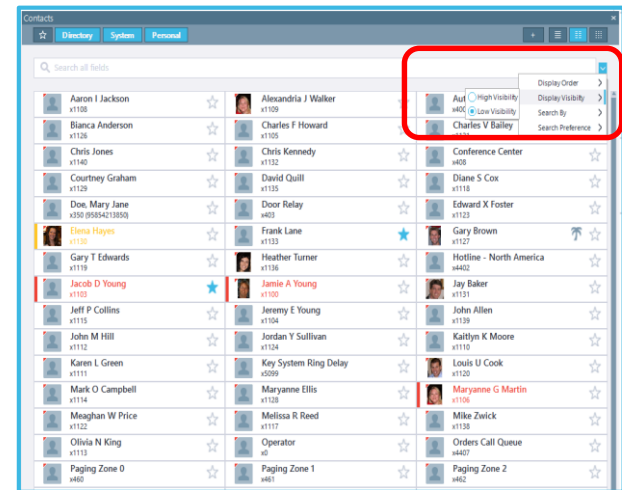 Contacts ×
Directory System Personal +
Search all fields
Display Order
High Visibility Display Visibility
Low Visibility Search By
Search Preference
Aaron I Jackson Alexandria J Walker Aut
x1108 x1109 x400
Bianca Anderson Charles F Howard Charles V Bailey
x1126 x1105 x1121
Chris Jones Chris Kennedy Conference Center
x1140 x1132 x408
Courtney Graham David Quill Diane S Cox
x1129 x1135 x1118
Doe, Mary Jane Door Relay Edward X Foster
x350 (95854213850) x403 x1123
Elena Hayes Frank Lane Gary Brown
x1130 x1133 x1127
Gary T Edwards Heather Turner Hotline - North America
x1119 x1136 x4402
Jacob D Young Jamie A Young Jay Baker
x1103 x1100 x1131
Jeff P Collins Jeremy E Young John Allen
x1115 x1104 x1139
John M Hill Jordan Y Sullivan Kaitlyn K Moore
x1112 x1124 x1110
Karen L Green Key System Ring Delay Louis U Cook
x1111 x5099 x1120
Mark O Campbell Maryanne Ellis Maryanne G Martin
x1114 x1128 x1106
Meaghan W Price Melissa R Reed Mike Zwick
x1122 x1117 x1138
Olivia N King Operator Orders Call Queue
x1113 x0 x4407
Paging Zone 0 Paging Zone 1 Paging Zone 2
x460 x461 x462